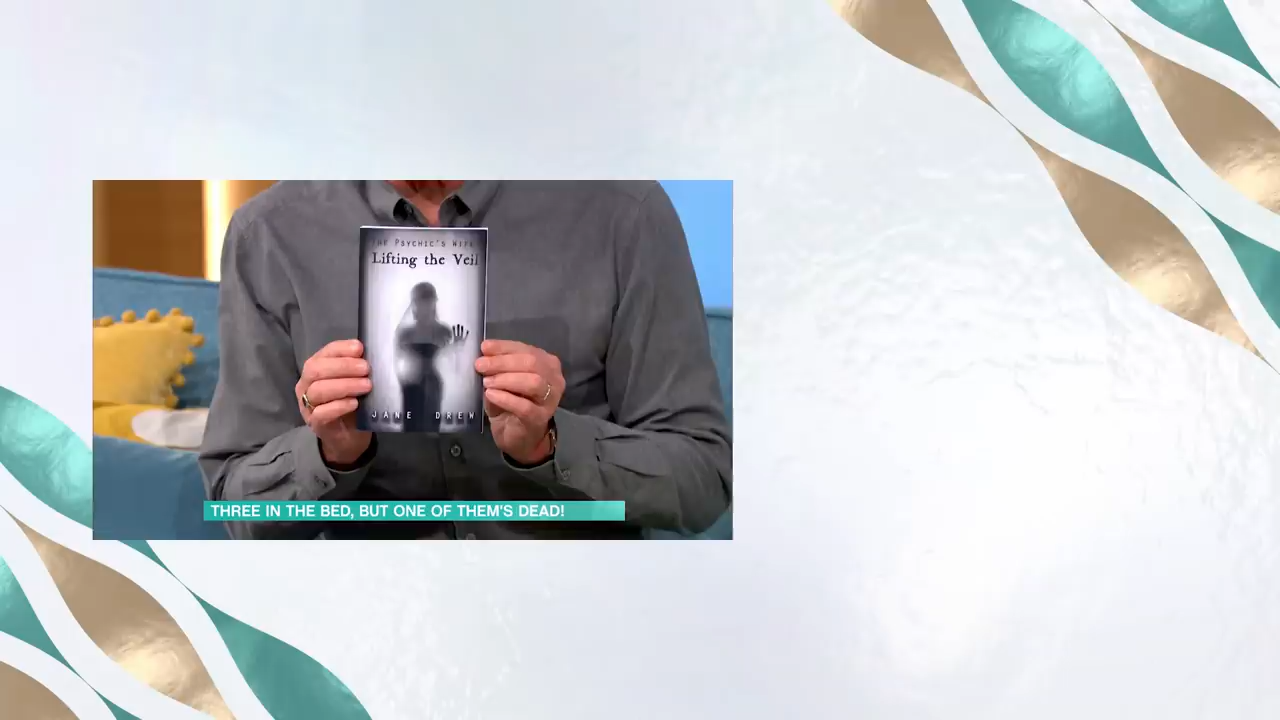 THE PSYCHIC'S WIFE
Lifting the Veil
JANE DREW
THREE IN THE BED, BUT ONE OF THEM'S DEAD!